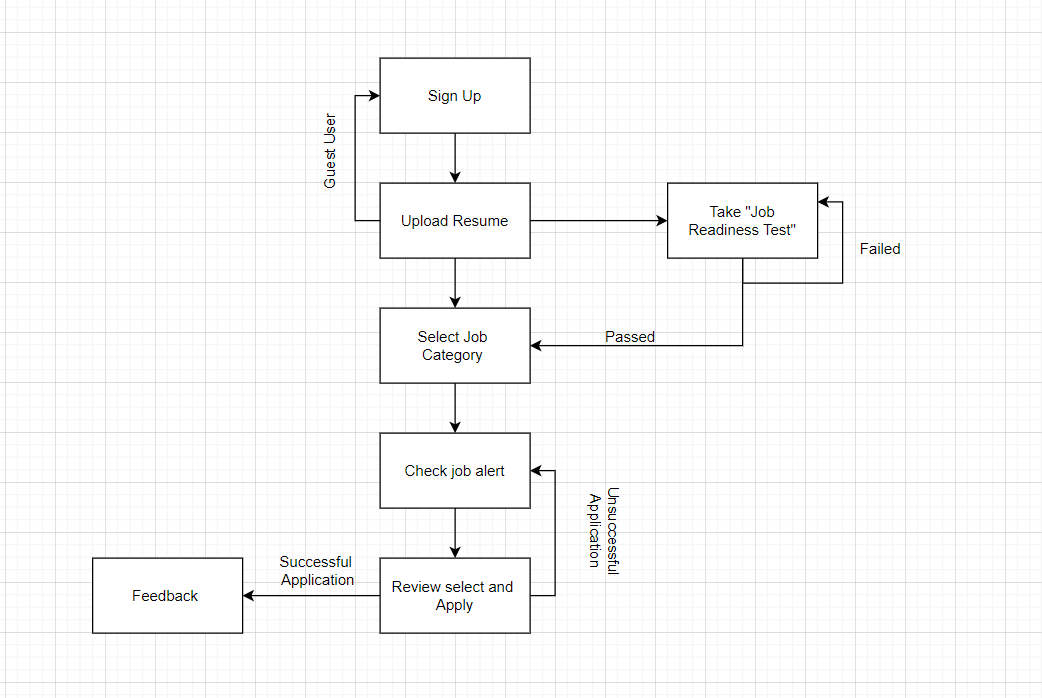 Sign Up
Guest User
Upload Resume
Take "Job
Readiness Test"
Failed
Select Job
Category
Passed
Check job alert
Unsuccessful
Application
Successful
Application
Review select and
Apply
Feedback